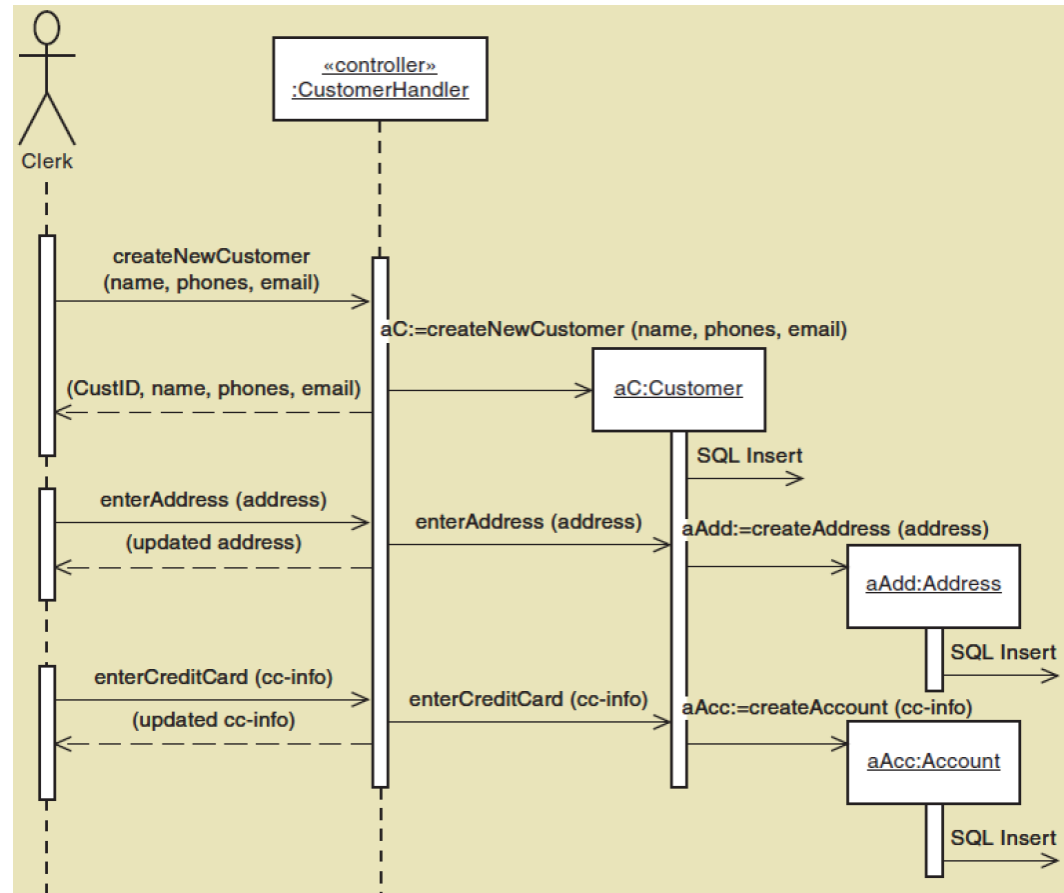 «controller»
:CustomerHandler
Clerk
createNewCustomer
(name, phones, email)
aC:=createNewCustomer (name, phones, email)
(CustID, name, phones, email)
aC:Customer
SQL Insert
enterAddress (address)
enterAddress (address)
aAdd:=createAddress (address)
(updated address)
aAdd:Address
SQL Insert
enterCreditCard (cc-info)
enterCreditCard (cc-info)
aAcc:=createAccount (cc-info)
(updated cc-info)
aAcc:Account
SQL Insert